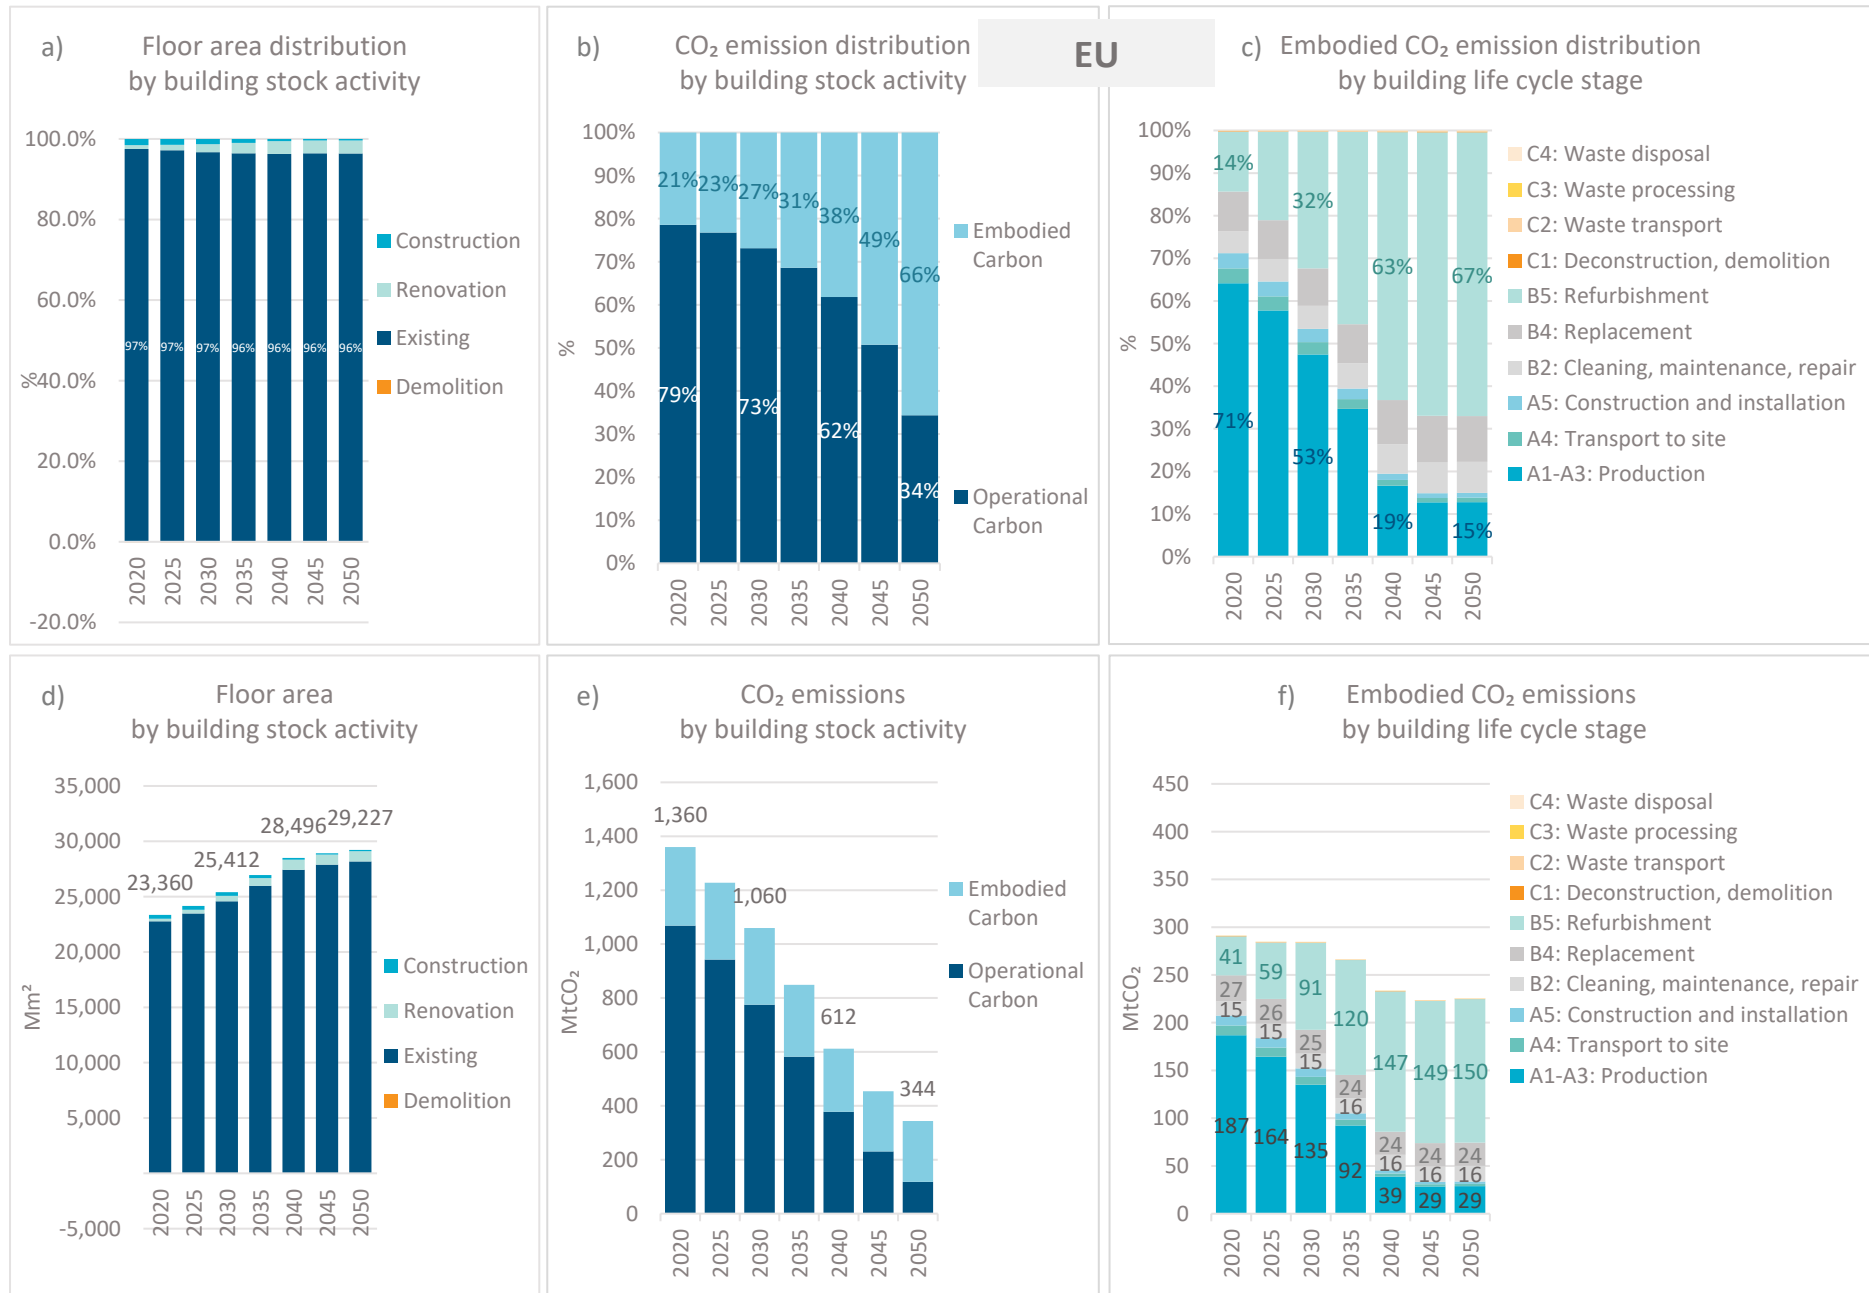 EU
a)
Floor area distribution
by building stock activity
100.0%
80.0%
60.0%
40.0%
20.0%
0.0%
-20.0%
%
97%
97%
97%
96%
96%
96%
96%
2020
2025
2030
2035
2040
2045
2050
Construction
Renovation
Existing
Demolition
b)
CO₂ emission distribution
by building stock activity
100%
90%
80%
70%
60%
50%
40%
30%
20%
10%
0%
%
21%
23%
27%
31%
38%
49%
66%
79%
73%
62%
34%
2020
2025
2030
2035
2040
2045
2050
Embodied
Carbon
Operational
Carbon
c)
Embodied CO₂ emission distribution
by building life cycle stage
100%
90%
80%
70%
60%
50%
40%
30%
20%
10%
0%
%
14%
32%
63%
67%
71%
53%
19%
15%
2020
2025
2030
2035
2040
2045
2050
C4: Waste disposal
C3: Waste processing
C2: Waste transport
C1: Deconstruction, demolition
B5: Refurbishment
B4: Replacement
B2: Cleaning, maintenance, repair
A5: Construction and installation
A4: Transport to site
A1-A3: Production
d)
Floor area
by building stock activity
35,000
30,000
25,000
20,000
15,000
10,000
5,000
-5,000
Mm²
23,360
25,412
28,496
29,227
2020
2025
2030
2035
2040
2045
2050
Construction
Renovation
Existing
Demolition
e)
CO₂ emissions
by building stock activity
1,600
1,400
1,200
1,000
800
600
400
200
0
MtCO₂
1,360
1,060
612
344
2020
2025
2030
2035
2040
2045
2050
Embodied
Carbon
Operational
Carbon
f)
Embodied CO₂ emissions
by building life cycle stage
450
400
350
300
250
200
150
100
50
0
MtCO₂
41
59
91
120
147
149
150
27
26
25
24
24
24
24
15
15
15
16
16
16
16
187
164
135
92
39
29
29
2020
2025
2030
2035
2040
2045
2050
C4: Waste disposal
C3: Waste processing
C2: Waste transport
C1: Deconstruction, demolition
B5: Refurbishment
B4: Replacement
B2: Cleaning, maintenance, repair
A5: Construction and installation
A4: Transport to site
A1-A3: Production